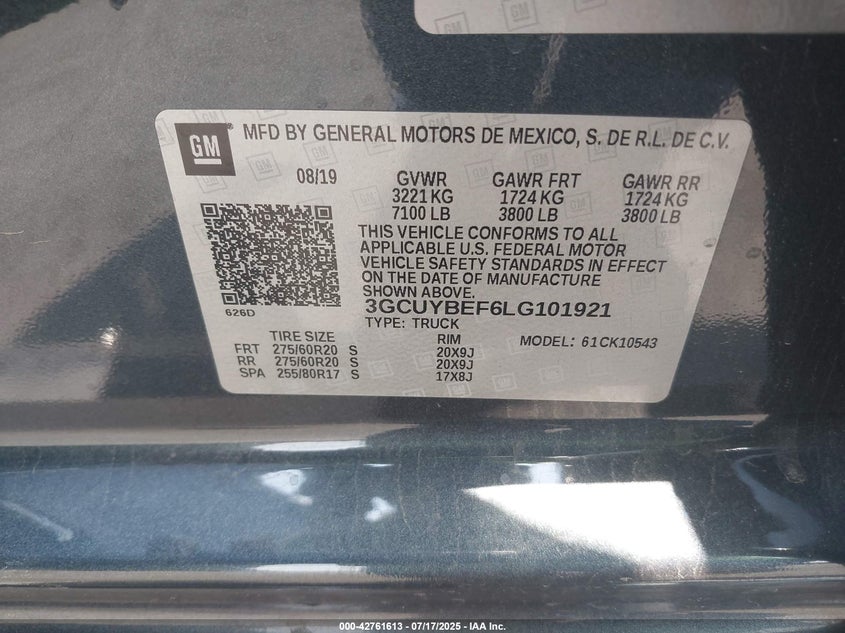 GM
MFD BY GENERAL MOTORS DE MEXICO, S. DE R.L. DE C.V.
08/19 GVWR GAWR FRT GAWR RR
3221 KG 1724 KG 1724 KG
7100 LB 3800 LB 3800 LB
THIS VEHICLE CONFORMS TO ALL
APPLICABLE U.S. FEDERAL MOTOR
VEHICLE SAFETY STANDARDS IN EFFECT
ON THE DATE OF MANUFACTURE
SHOWN ABOVE.
626D
3GCUYBEF6LG101921
TYPE: TRUCK
TIRE SIZE RIM MODEL: 61CK10543
FRT 275/60R20 S 20X9J
RR 275/60R20 S 20X9J
SPA 255/80R17 S 17X8J
000-42761613 - 07/17/2025 - IAA Inc.